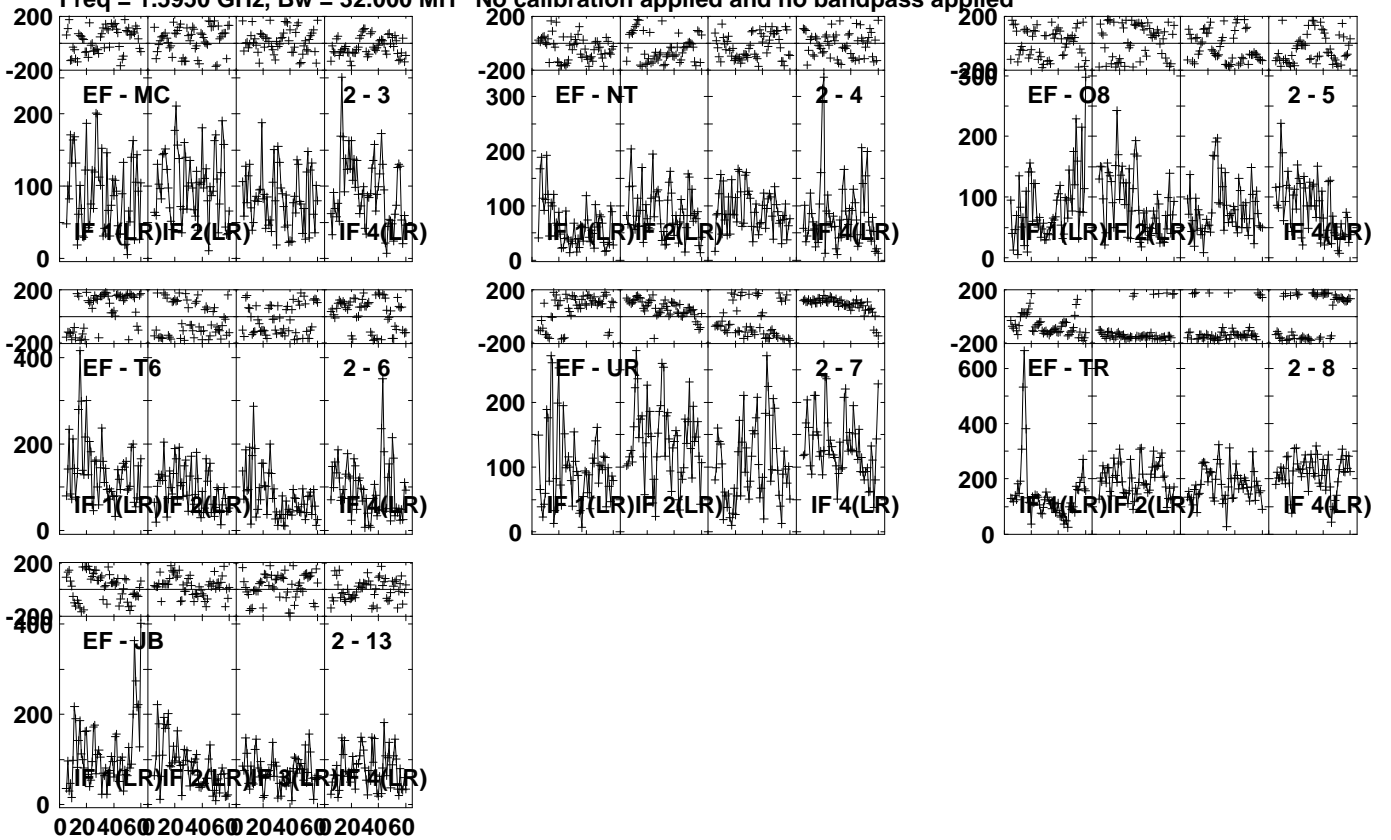 Freq = 1.5950 GHz, Bw = 32.000 MH No calibration applied and no bandpass applied
200
-200
EF - MC
2 - 3
200
100
0
IF 1(LR)
IF 2(LR)
IF 4(LR)
EF - NT
2 - 4
200
-200
300
200
100
0
IF 1(LR)
IF 2(LR)
IF 4(LR)
200
-200
300
EF - O8
2 - 5
200
100
0
IF 1(LR)
IF 2(LR)
IF 4(LR)
200
-200
400
EF - T6
2 - 6
200
0
IF 1(LR)
IF 2(LR)
IF 4(LR)
200
-200
EF - UR
2 - 7
200
100
0
IF 1(LR)
IF 2(LR)
IF 4(LR)
200
-200
EF - TR
2 - 8
600
400
200
0
IF 1(LR)
IF 2(LR)
IF 4(LR)
200
-200
400
EF - JB
2 - 13
200
0
IF 1(LR)
IF 2(LR)
IF 3(LR)
IF 4(LR)
0 20 40 60 0 20 40 60 0 20 40 60 0 20 40 60